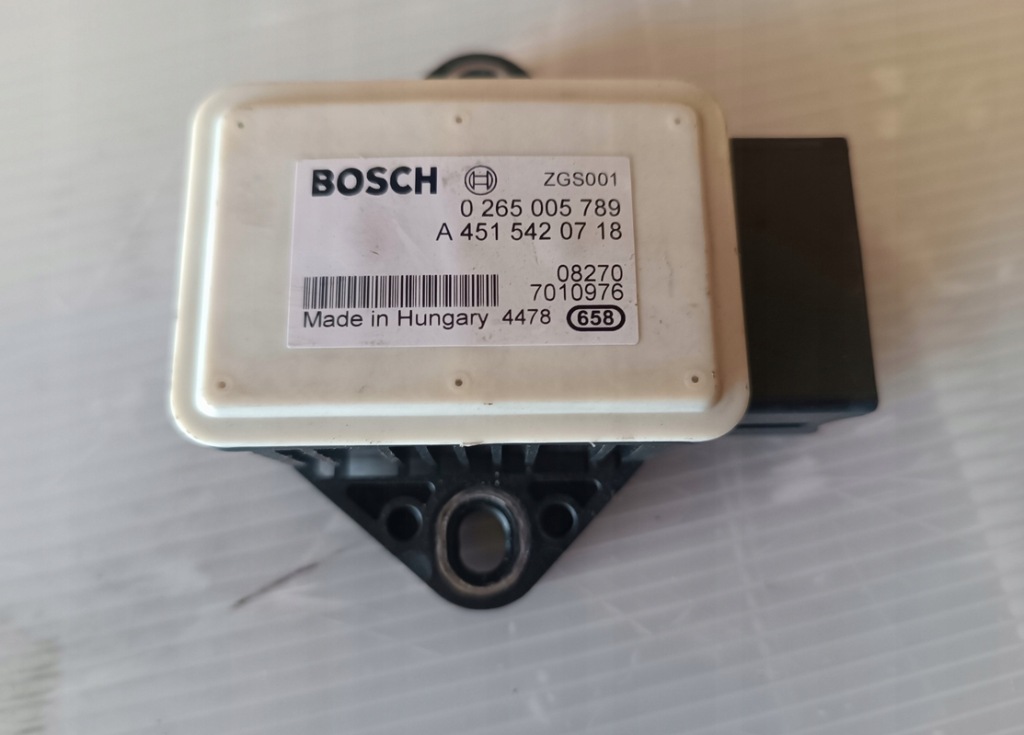 BOSCH ZGS001
0 265 005 789
A 451 542 07 18
08270
7010976
Made in Hungary 4478 658